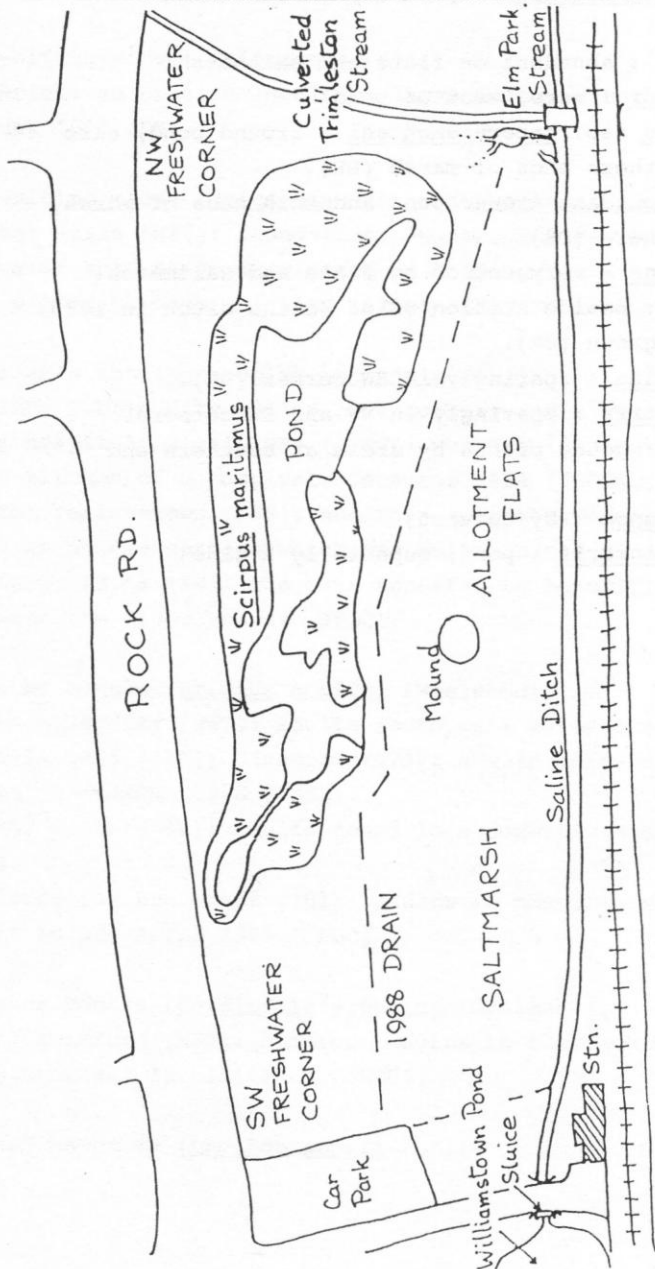 ROCK RD.
NW
FRESHWATER
CORNER
Culverted
"Trimleston
Stream
SW
FRESHWATER
CORNER
Scirpus maritimus
POND
Car
Park
1988 DRAIN
Mound
ALLOTMENT
FLATS
SALTMARSH
Elm Park
Stream
Saline Ditch
Williamstown Pond
Sluice
Stn.